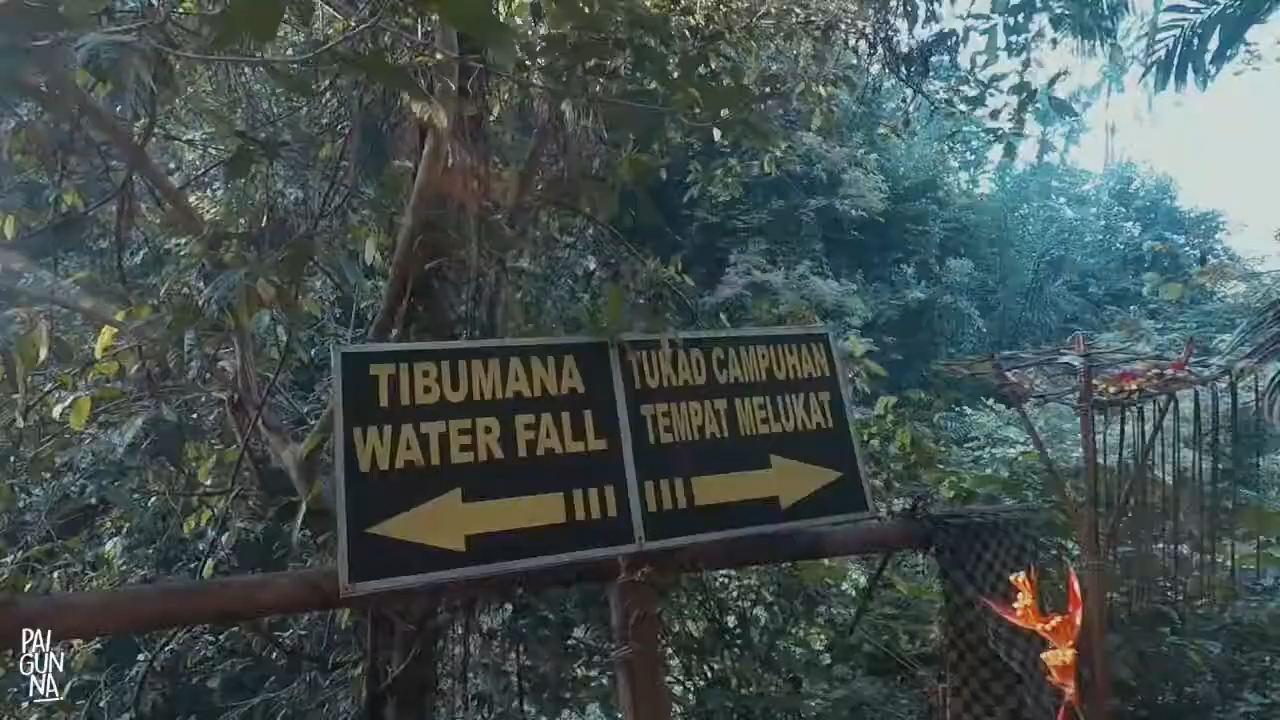 TIBUMANA
WATER FALL
TUKAD CAMPUHAN
TEMPAT MELUKAT
PAI
GUN
NA